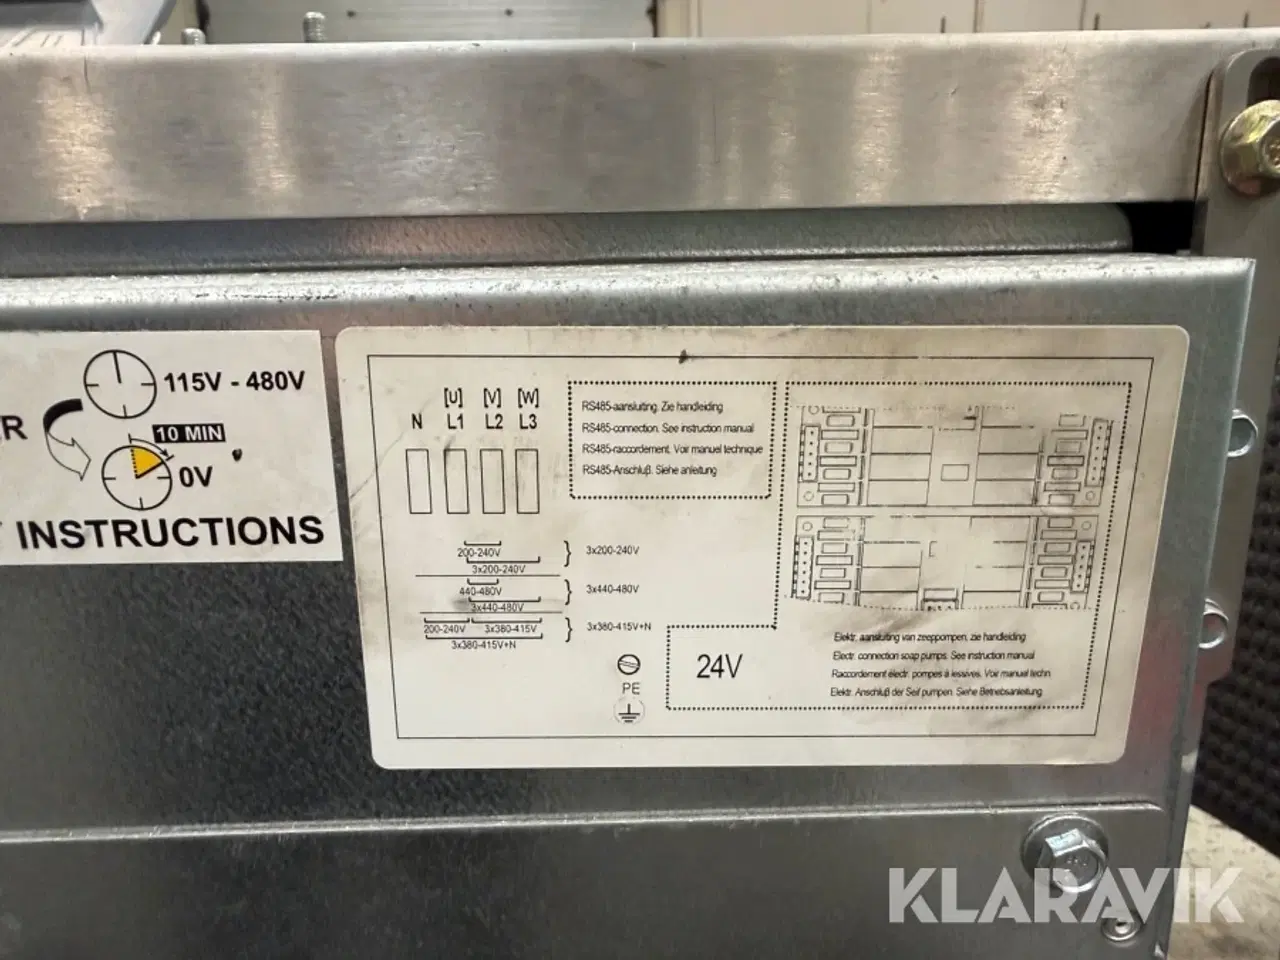 115V - 480V
ER
10 MIN
0V
INSTRUCTIONS
[U] [V] [W]
N L1 L2 L3
200-240V
3x200-240V
3x200-240V
440-480V
3x440-480V
3x440-480V
200-240V 3x380-415V
3x380-415V+N
3x380-415V+N
PE
RS485-aansluiting. Zie handleiding
RS485-connection. See instruction manual
RS485-raccordement. Voir manuel technique
RS485-Anschluß. Siehe anleitung
24V
Elektr. aansluiting van zeeppompen, zie handleiding
Electr. connection soap pumps. See instruction manual
Raccordement électr. pompes à lessives. Voir manuel techn.
Elektr. Anschluß der Seif pumpen. Siehe Betriebsanleitung
KLARAVIK